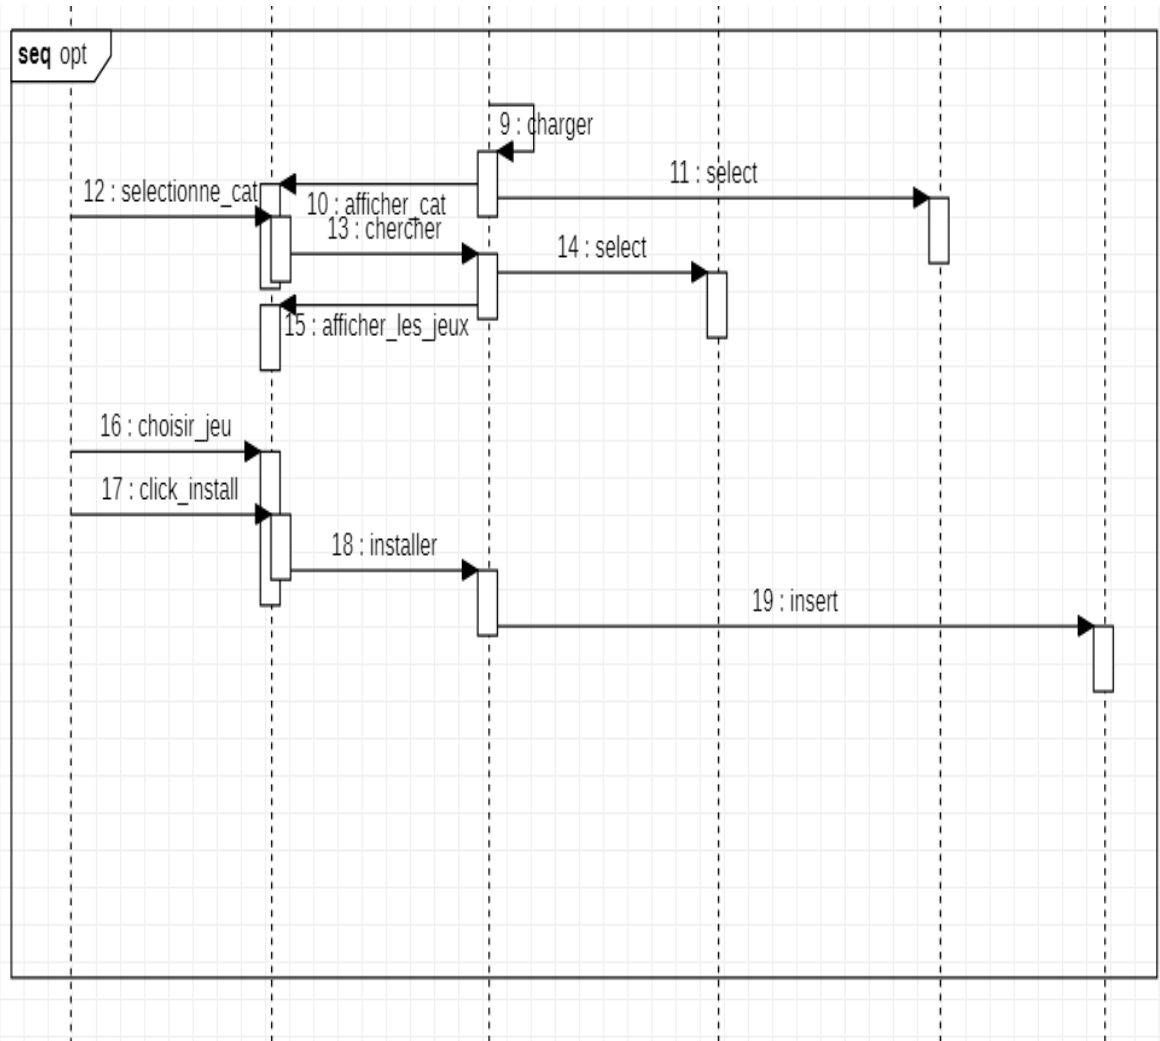 seq opt
9 : charger
11 : select
12 : selectionne_cat
10 : afficher_cat
13 : chercher
14 : select
15 : afficher_les_jeux
16 : choisir_jeu
17 : click_install
18 : installer
19 : insert